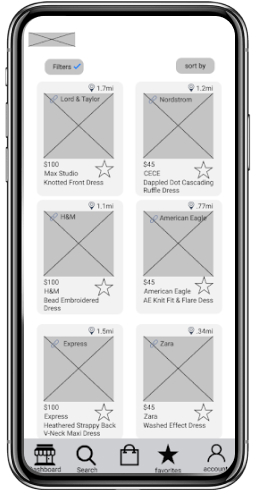 Filters
sort by
1.7mi
1.2mi
Lord & Taylor
Nordstrom
$100
Max Studio
Knotted Front Dress
$45
CECE
Dappled Dot Cascading
Ruffle Dress
1.1mi
.77mi
H&M
American Eagle
$100
H&M
Bead Embroidered
Dress
$45
American Eagle
AE Knit Fit & Flare Dess
1.5mi
.34mi
Express
Zara
$100
Express
Heathered Strappy Back
V-Neck Maxi Dress
$45
Zara
Washed Effect Dress
dashboard
Search
favorites
account